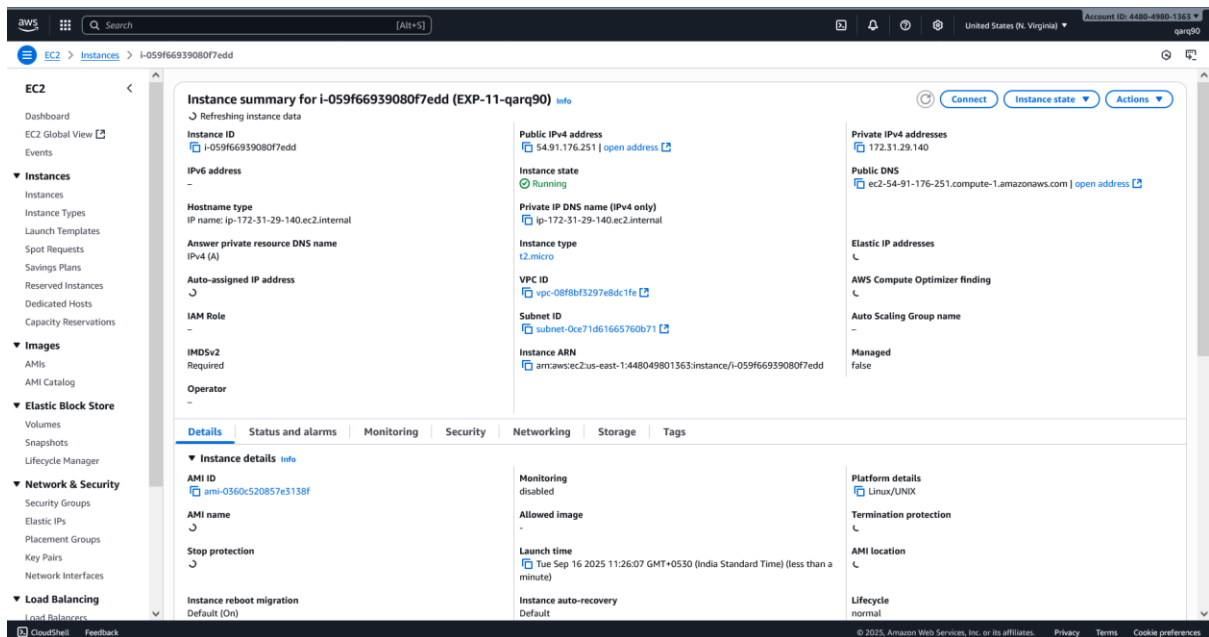 aws
Search
[Alt+S]
United States (N. Virginia)
Account ID: 4480-4980-1363
qarq90
EC2 > Instances > i-059f66939080f7edd
EC2
Dashboard
EC2 Global View
Events
Instances
Instances
Instance Types
Launch Templates
Spot Requests
Savings Plans
Reserved Instances
Dedicated Hosts
Capacity Reservations
Images
AMIs
AMI Catalog
Elastic Block Store
Volumes
Snapshots
Lifecycle Manager
Network & Security
Security Groups
Elastic IPs
Placement Groups
Key Pairs
Network Interfaces
Load Balancing
Load Balancers
Instance summary for i-059f66939080f7edd (EXP-11-qarq90) Info
Connect
Instance state
Actions
Refreshing instance data
Instance ID
i-059f66939080f7edd
Public IPv4 address
54.91.176.251 | open address
Private IPv4 addresses
172.31.29.140
IPv6 address
–
Instance state
Running
Public DNS
ec2-54-91-176-251.compute-1.amazonaws.com | open address
Hostname type
IP name: ip-172-31-29-140.ec2.internal
Private IP DNS name (IPv4 only)
ip-172-31-29-140.ec2.internal
Answer private resource DNS name
IPv4 (A)
Instance type
t2.micro
Elastic IP addresses
Auto-assigned IP address
VPC ID
vpc-08f8bf3297e8dc1fe
AWS Compute Optimizer finding
IAM Role
–
Subnet ID
subnet-0ce71d61665760b71
Auto Scaling Group name
–
IMDSv2
Required
Instance ARN
arn:aws:ec2:us-east-1:448049801363:instance/i-059f66939080f7edd
Managed
false
Operator
–
Details
Status and alarms
Monitoring
Security
Networking
Storage
Tags
Instance details Info
AMI ID
ami-0360c520857e3138f
Monitoring
disabled
Platform details
Linux/UNIX
AMI name
Allowed image
-
Termination protection
Stop protection
Launch time
Tue Sep 16 2025 11:26:07 GMT+0530 (India Standard Time) (less than a
minute)
AMI location
Instance reboot migration
Default (On)
Instance auto-recovery
Default
Lifecycle
normal
CloudShell
Feedback
© 2025, Amazon Web Services, Inc. or its affiliates.
Privacy
Terms
Cookie preferences